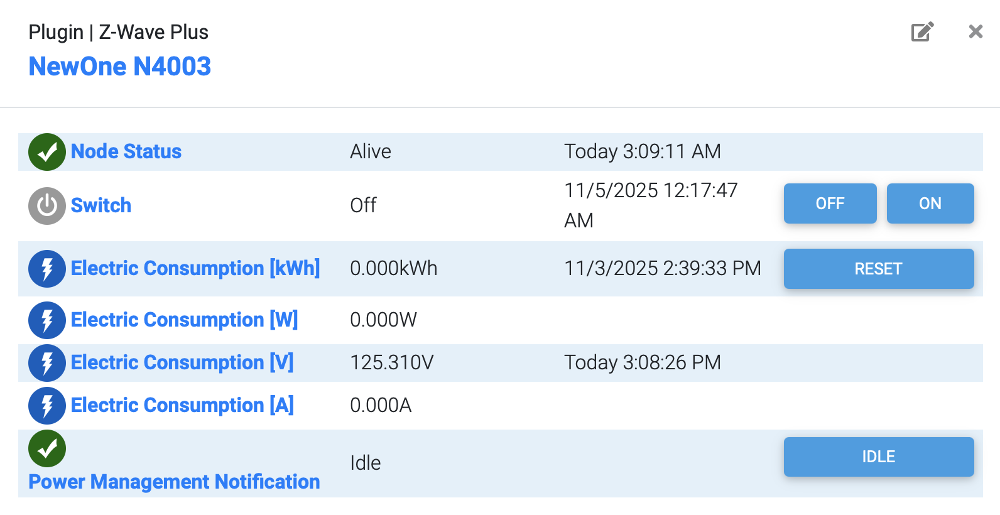 Plugin | Z-Wave Plus
NewOne N4003
Node Status Alive Today 3:09:11 AM
Switch Off 11/5/2025 12:17:47 AM OFF ON
Electric Consumption [kWh] 0.000kWh 11/3/2025 2:39:33 PM RESET
Electric Consumption [W] 0.000W
Electric Consumption [V] 125.310V Today 3:08:26 PM
Electric Consumption [A] 0.000A
Power Management Notification Idle IDLE